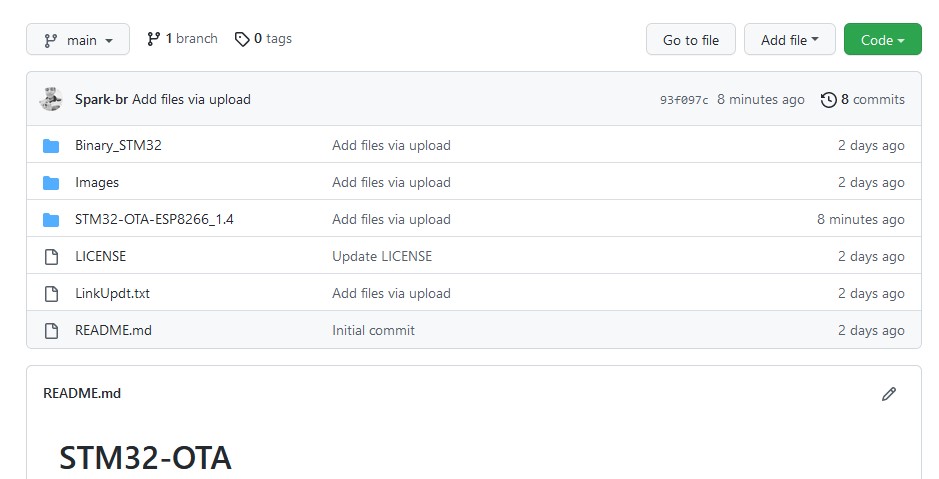 main 1 branch 0 tags Go to file Add file Code
Spark-br Add files via upload 93f097c 8 minutes ago 8 commits
Binary_STM32 Add files via upload 2 days ago
Images Add files via upload 2 days ago
STM32-OTA-ESP8266_1.4 Add files via upload 8 minutes ago
LICENSE Update LICENSE 2 days ago
LinkUpdt.txt Add files via upload 2 days ago
README.md Initial commit 2 days ago
README.md
STM32-OTA